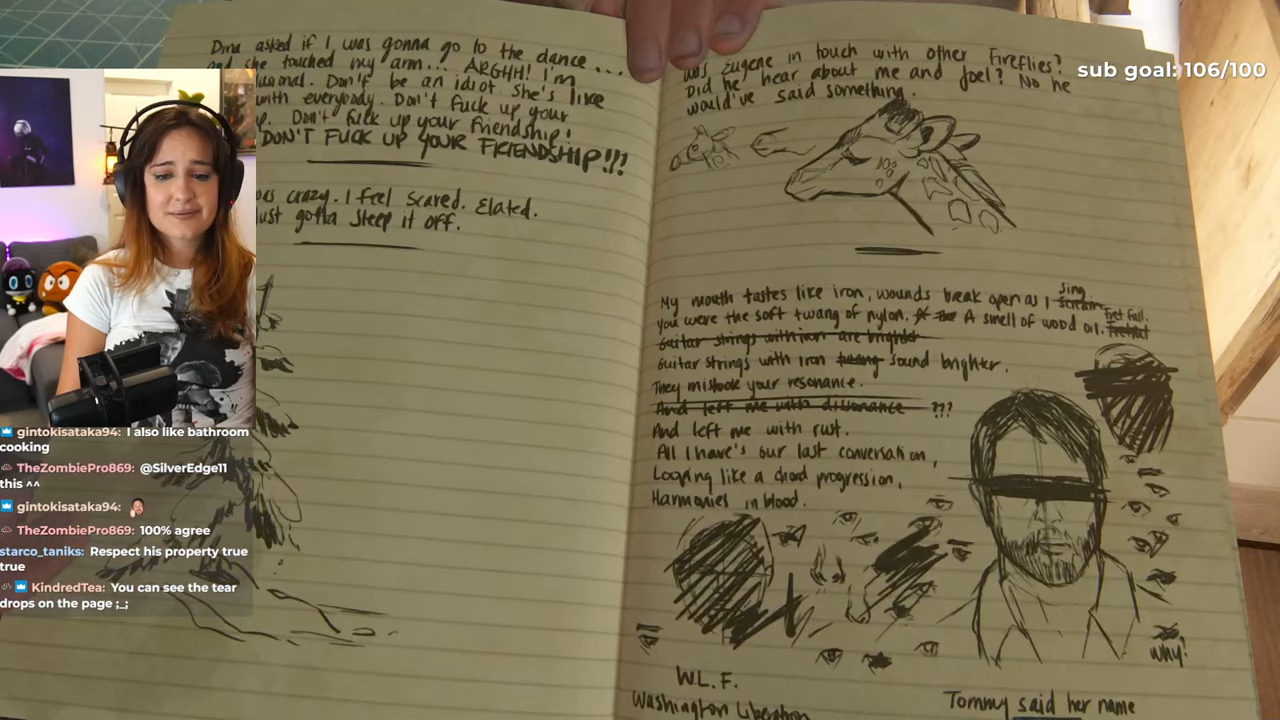 Dina asked if I was gonna go to the dance...
and she touched my arm... ARGHH! I'm
Don't be an idiot. She's like
with everybody. Don't fuck up your
Don't fuck up your friendship!
DON'T FUCK UP YOUR FRIENDSHIP!!!
was crazy. I feel scared. Elated.
Just gotta sleep it off.
Was Eugene in touch with other Fireflies?
Did he hear about me and Joel? No he
would've said something.
My mouth tastes like iron, wounds break open as I scream sing
You were the soft twang of nylon. A smell of wood oil. Fretfull.
Guitar strings with iron are brighter
Guitar strings with iron twang sound brighter.
They mistook your resonance.
And left me with dissonance ???
And left me with rust.
All I have's our last conversation,
Looping like a chord progression,
Harmonies in blood.
Why?
W.L.F.
Washington Liberation
Tommy said her name
sub goal: 106/100
gintokisataka94: I also like bathroom
cooking
TheZombiePro869: @SilverEdge11
this ^^
gintokisataka94:
TheZombiePro869: 100% agree
starco_taniks: Respect his property true
true
KindredTea: You can see the tear
drops on the page ;_;